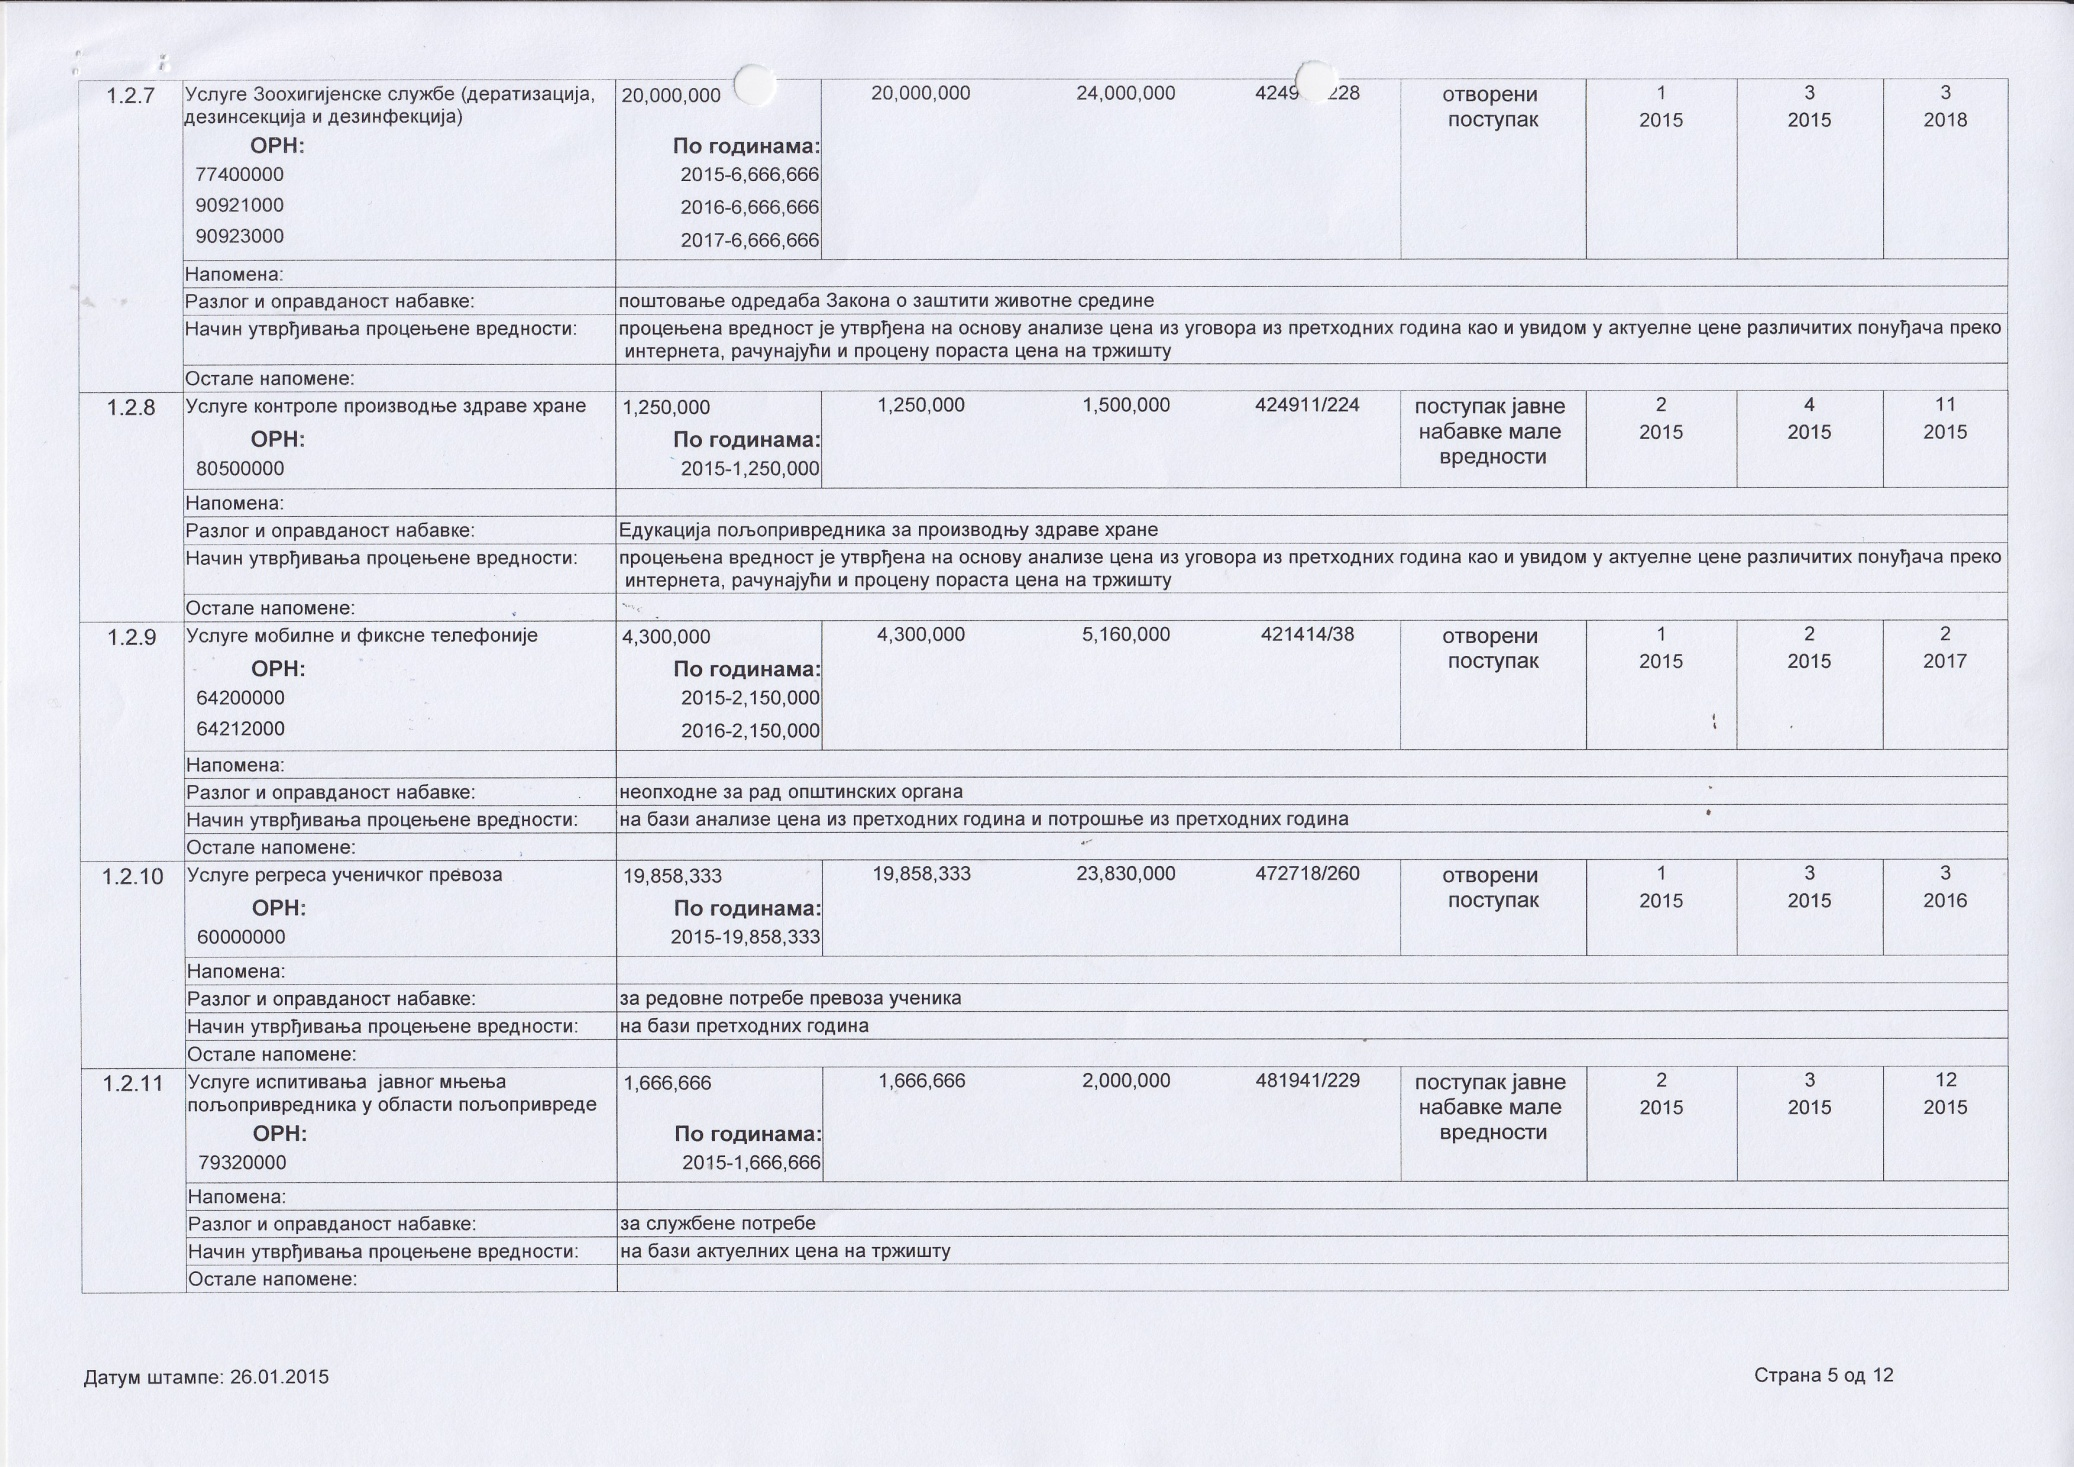 1.2.7 Услуге Зоохигијенске службе (дератизација, 20,000,000 20,000,000 24,000,000 отворени 1 3 3
дезинсекција и дезинфекција) поступак 2015 2015 2018
ОРН: По годинама:
77400000 2015-6,666,666
90921000 2016-6,666,666
90923000 2017-6,666,666
Напомена:
Разлог и оправданост набавке: поштовање одредаба Закона о заштити животне средине
Начин утврђивања процењене вредности: процењена вредност је утврђена на основу анализе цена из уговора из претходних година као и увидом у актуелне цене различитих понуђача преко
интернета, рачунајући и процену пораста цена на тржишту
Остале напомене:
1.2.8 Услуге контроле производње здраве хране 1,250,000 1,250,000 1,500,000 424911/224 поступак јавне 2 4 11
ОРН: По годинама: набавке мале 2015 2015 2015
80500000 2015-1,250,000 вредности
Напомена:
Разлог и оправданост набавке: Едукација пољопривредника за производњу здраве хране
Начин утврђивања процењене вредности: процењена вредност је утврђена на основу анализе цена из уговора из претходних година као и увидом у актуелне цене различитих понуђача преко
интернета, рачунајући и процену пораста цена на тржишту
Остале напомене:
1.2.9 Услуге мобилне и фиксне телефоније 4,300,000 4,300,000 5,160,000 421414/38 отворени 1 2 2
ОРН: По годинама: поступак 2015 2015 2017
64200000 2015-2,150,000
64212000 2016-2,150,000
Напомена:
Разлог и оправданост набавке: неопходне за рад општинских органа
Начин утврђивања процењене вредности: на бази анализе цена из претходних година и потрошње из претходних година
Остале напомене:
1.2.10 Услуге регреса ученичког превоза 19,858,333 19,858,333 23,830,000 472718/260 отворени 1 3 3
ОРН: По годинама: поступак 2015 2015 2016
60000000 2015-19,858,333
Напомена:
Разлог и оправданост набавке: за редовне потребе превоза ученика
Начин утврђивања процењене вредности: на бази претходних година
Остале напомене:
1.2.11 Услуге испитивања јавног мњења 1,666,666 1,666,666 2,000,000 481941/229 поступак јавне 2 3 12
пољопривредника у области пољопривреде набавке мале 2015 2015 2015
ОРН: По годинама: вредности
79320000 2015-1,666,666
Напомена:
Разлог и оправданост набавке: за службене потребе
Начин утврђивања процењене вредности: на бази актуелних цена на тржишту
Остале напомене:
Датум штампе: 26.01.2015 Страна 5 од 12